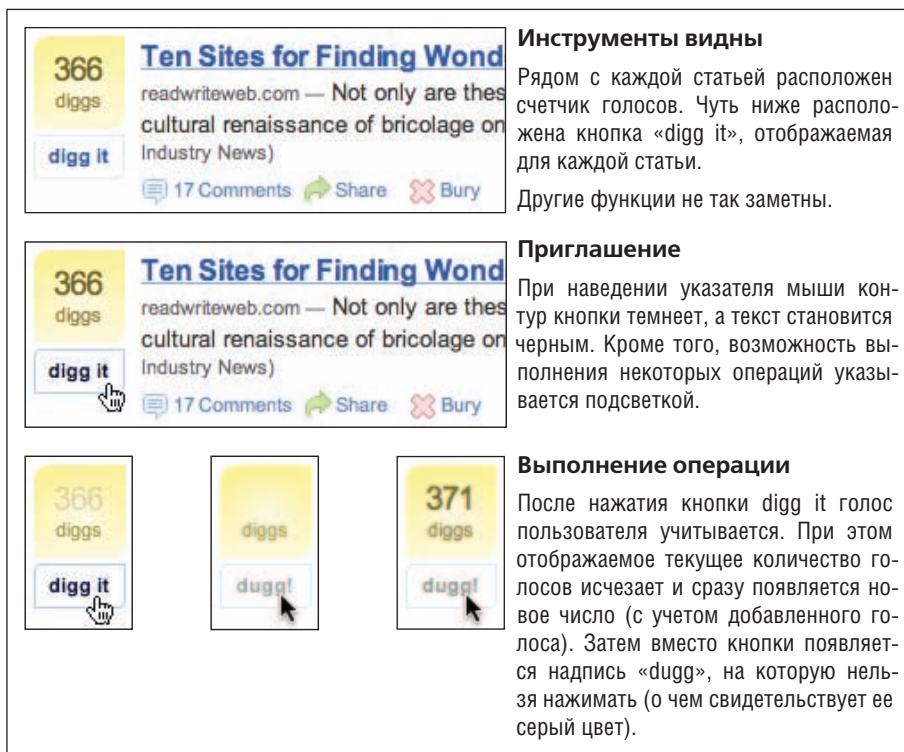 366
diggs
digg it
Ten Sites for Finding Wond
readwriteweb.com — Not only are thes
cultural renaissance of bricolage on
Industry News)
17 Comments Share Bury
Инструменты видны
Рядом с каждой статьей расположен
счетчик голосов. Чуть ниже располо-
жена кнопка «digg it», отображаемая
для каждой статьи.
Другие функции не так заметны.
366
diggs
digg it
Ten Sites for Finding Wond
readwriteweb.com — Not only are thes
cultural renaissance of bricolage on
Industry News)
17 Comments Share Bury
Приглашение
При наведении указателя мыши кон-
тур кнопки темнеет, а текст становится
черным. Кроме того, возможность вы-
полнения некоторых операций указы-
вается подсветкой.
366
diggs
digg it
diggs
dugg!
371
diggs
dugg!
Выполнение операции
После нажатия кнопки digg it голос
пользователя учитывается. При этом
отображаемое текущее количество го-
лосов исчезает и сразу появляется но-
вое число (с учетом добавленного го-
лоса). Затем вместо кнопки появляет-
ся надпись «dugg», на которую нель-
зя нажимать (о чем свидетельствует ее
серый цвет).